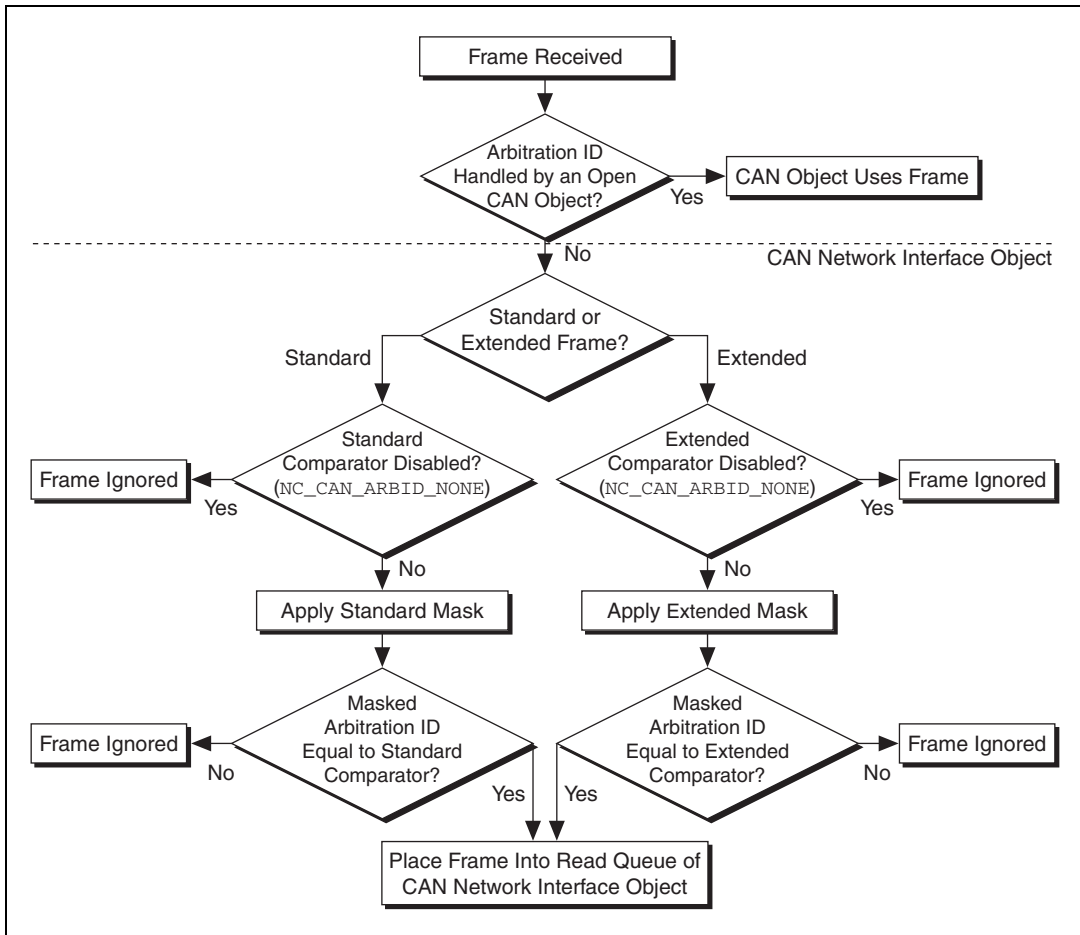 Frame Received
Arbitration ID
Handled by an Open
CAN Object?
Yes
CAN Object Uses Frame
No
CAN Network Interface Object
Standard or
Extended Frame?
Standard
Extended
Standard
Comparator Disabled?
(NC_CAN_ARBID_NONE)
Frame Ignored
Yes
Extended
Comparator Disabled?
(NC_CAN_ARBID_NONE)
Frame Ignored
Yes
No
No
Apply Standard Mask
Apply Extended Mask
Masked
Arbitration ID
Equal to Standard
Comparator?
Frame Ignored
No
Yes
Masked
Arbitration ID
Equal to Extended
Comparator?
Frame Ignored
No
Yes
Place Frame Into Read Queue of
CAN Network Interface Object